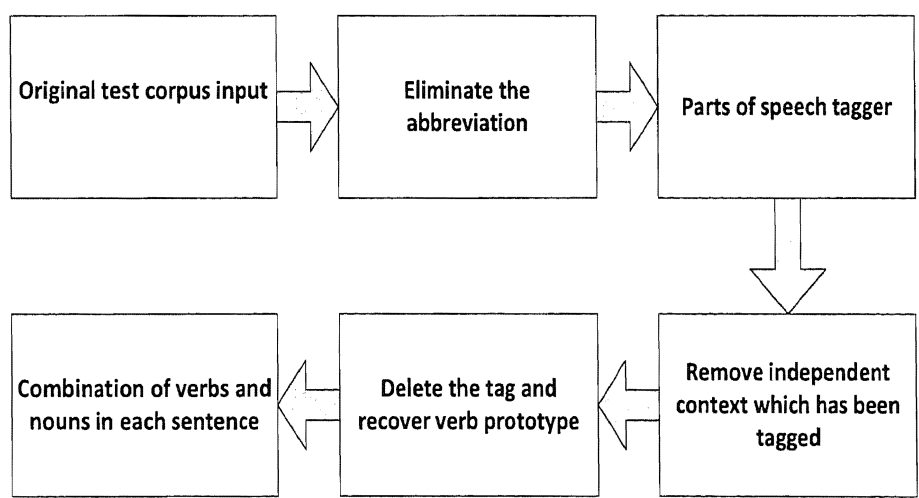 Original test corpus input
Eliminate the
abbreviation
Parts of speech tagger
Remove independent
context which has been
tagged
Delete the tag and
recover verb prototype
Combination of verbs and
nouns in each sentence